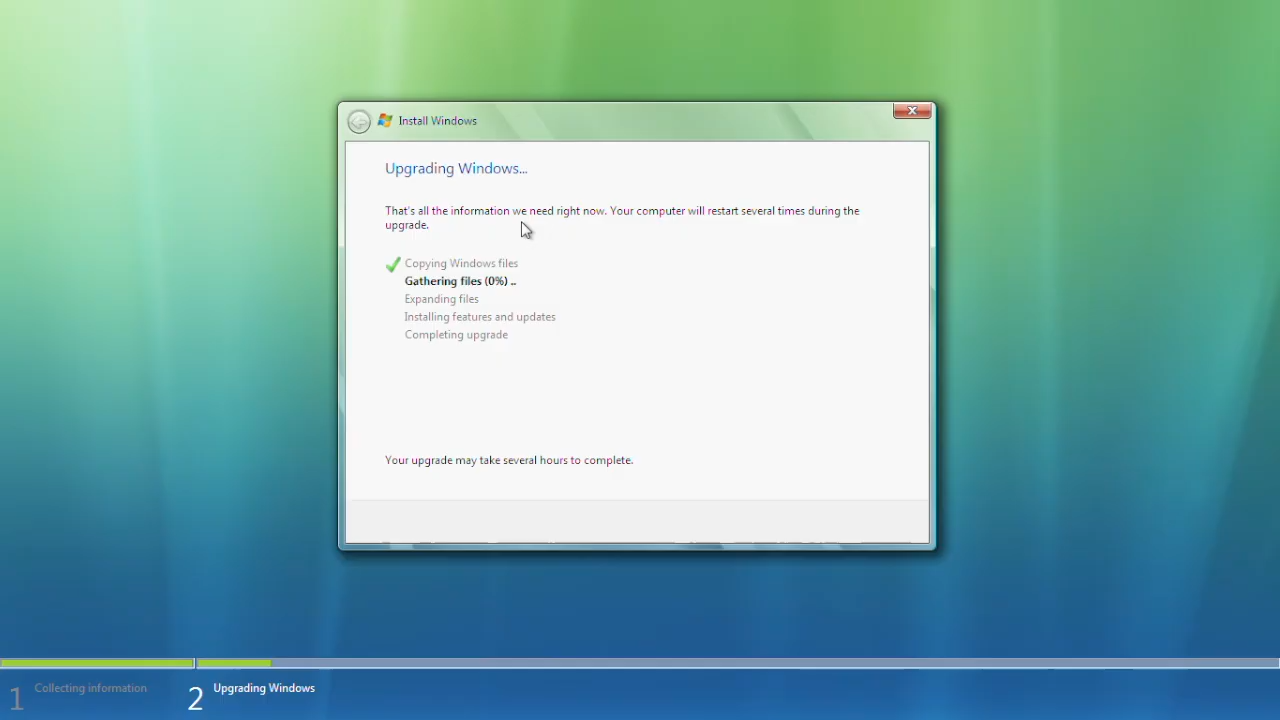 Install Windows
Upgrading Windows...
That's all the information we need right now. Your computer will restart several times during the
upgrade.
Copying Windows files
Gathering files (0%) ..
Expanding files
Installing features and updates
Completing upgrade
Your upgrade may take several hours to complete.
1 Collecting information
2 Upgrading Windows